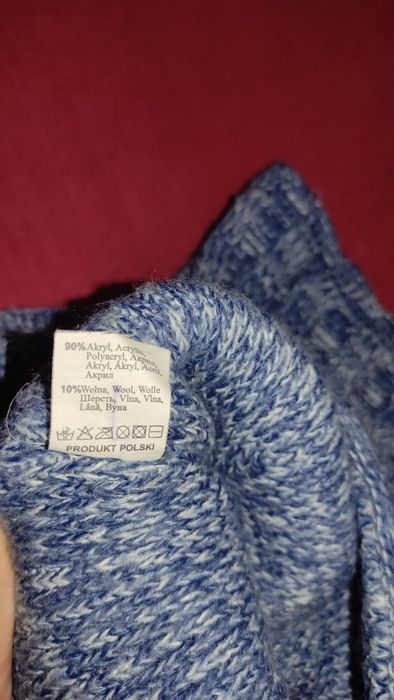 90%Akryl, Acrylic,
Polyacryl, Акрил,
Akryl, Akryl, Acril,
Акрил
10%Wełna, Wool, Wolle
Шерсть, Vlna, Vlna,
Lână, Вуна
PRODUKT POLSKI